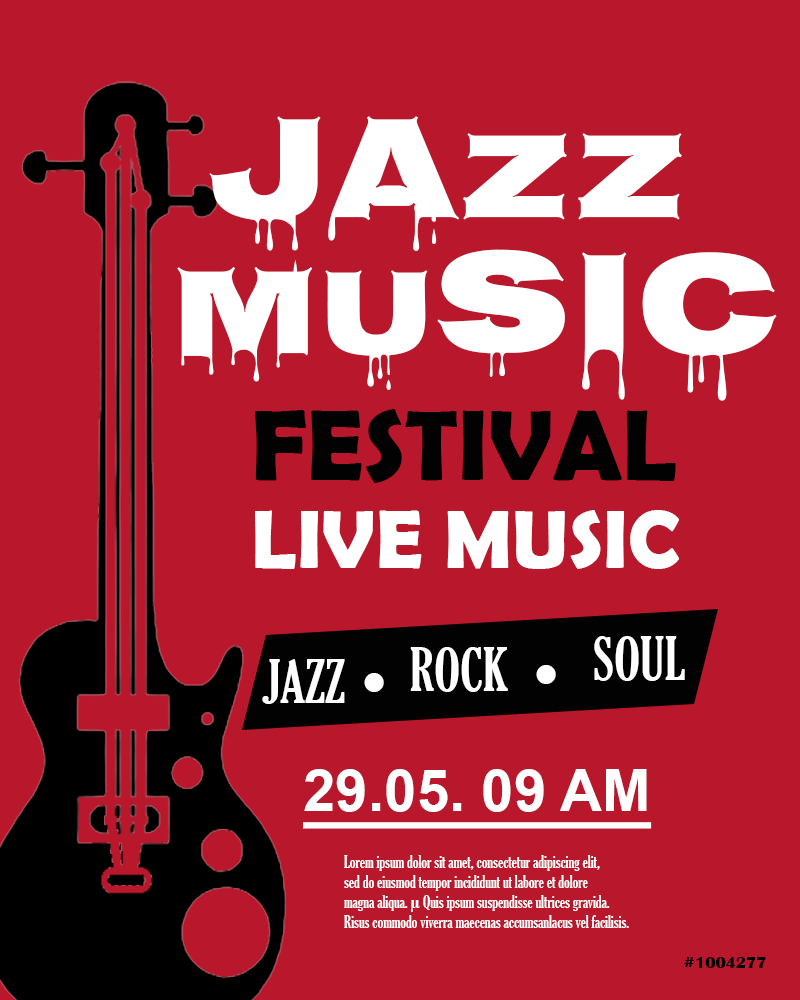 JAzz
MuSIC
FESTIVAL
LIVE MUSIC
JAZZ • ROCK • SOUL
29.05. 09 AM
Lorem ipsum dolor sit amet, consectetur adipiscing elit,
sed do eiusmod tempor incididunt ut labore et dolore
magna aliqua. µ Quis ipsum suspendisse ultrices gravida.
Risus commodo viverra maecenas accumsanlacus vel facilisis.
#1004277